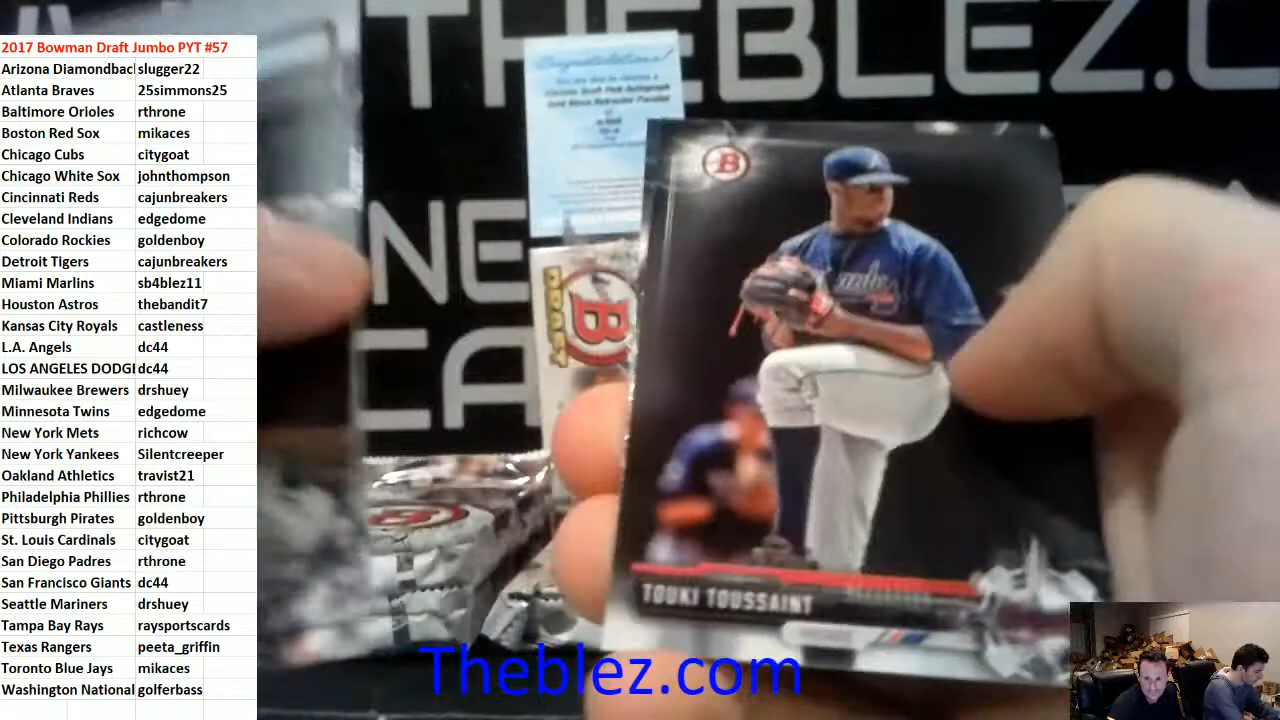 2017 Bowman Draft Jumbo PYT #57
Arizona Diamondbac slugger22
Atlanta Braves 25simmons25
Baltimore Orioles rthrone
Boston Red Sox mikaces
Chicago Cubs citygoat
Chicago White Sox johnthompson
Cincinnati Reds cajunbreakers
Cleveland Indians edgedome
Colorado Rockies goldenboy
Detroit Tigers cajunbreakers
Miami Marlins sb4blez11
Houston Astros thebandit7
Kansas City Royals castleness
L.A. Angels dc44
LOS ANGELES DODGI dc44
Milwaukee Brewers drshuey
Minnesota Twins edgedome
New York Mets richcow
New York Yankees Silentcreeper
Oakland Athletics travist21
Philadelphia Phillies rthrone
Pittsburgh Pirates goldenboy
St. Louis Cardinals citygoat
San Diego Padres rthrone
San Francisco Giants dc44
Seattle Mariners drshuey
Tampa Bay Rays raysportscards
Texas Rangers peeta_griffin
Toronto Blue Jays mikaces
Washington National golferbass
THEBLEZ.C
NE
CA
Congratulations!
B
DRAFT
B
TOUKI TOUSSAINT
Theblez.com